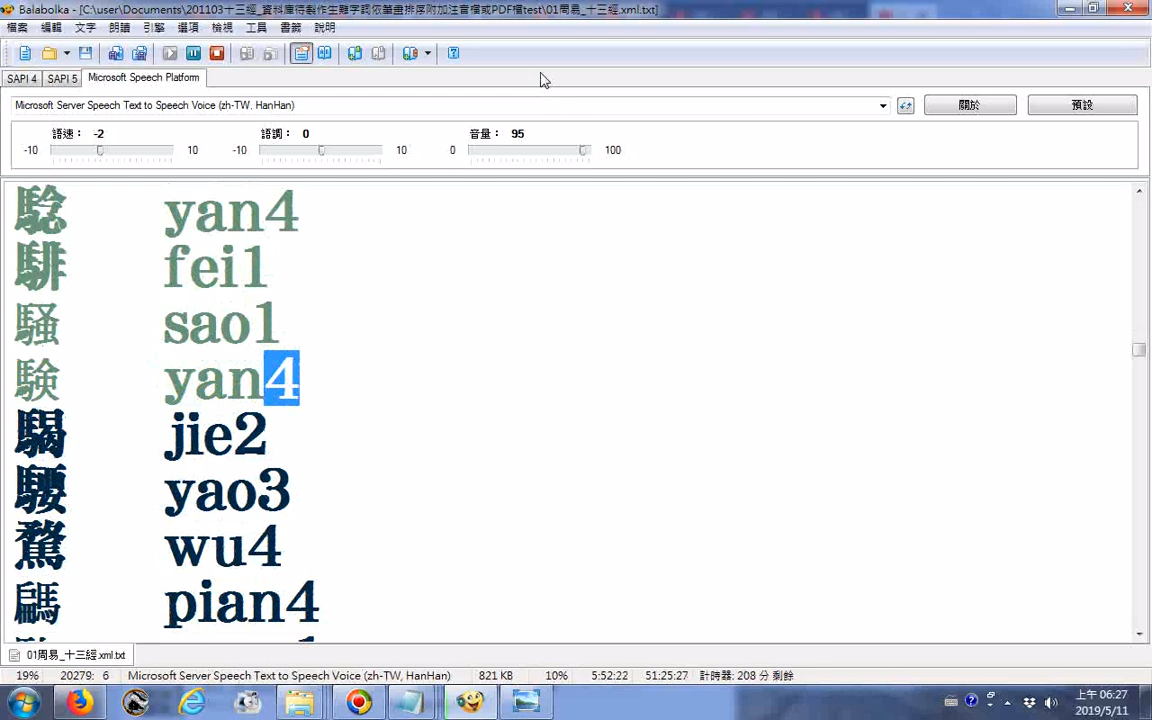 Balabolka - [C:\user\Documents\201103十三經_資料庫待製作生難字詞依筆畫排序附加注音檔或PDF檔test\01周易_十三經.xml.txt]
檔案 編輯 文字 朗讀 引擎 選項 檢視 工具 書籤 說明
SAPI 4 SAPI 5 Microsoft Speech Platform
Microsoft Server Speech Text to Speech Voice (zh-TW, HanHan) 關於 預設
語速： -2 語調： 0 音量： 95
-10 10 -10 10 0 100
騐 yan4
騑 fei1
騒 sao1
験 yan4
騔 jie2
騕 yao3
騖 wu4
騗 pian4
01周易_十三經.xml.txt
19% 20279: 6 Microsoft Server Speech Text to Speech Voice (zh-TW, HanHan) 821 KB 10% 5:52:22 51:25:27 計時器: 208 分 剩餘
上午 06:27
2019/5/11